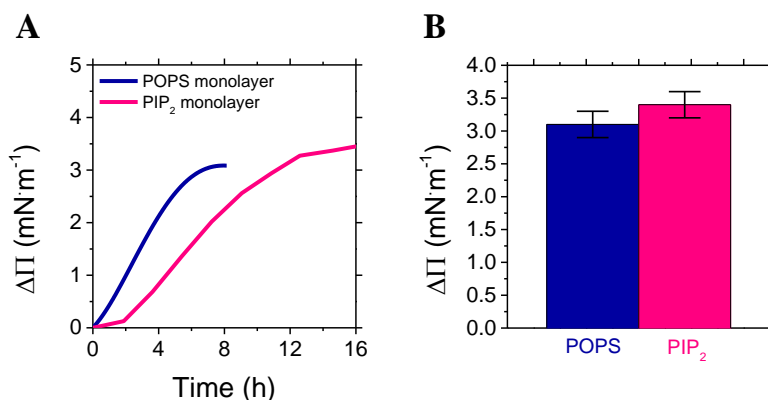 A
ΔΠ (mN·m⁻¹)
5
4
3
2
1
0
POPS monolayer
PIP₂ monolayer
0 4 8 12 16
Time (h)
B
ΔΠ (mN·m⁻¹)
4.0
3.5
3.0
2.5
2.0
1.5
1.0
0.5
0.0
POPS PIP₂